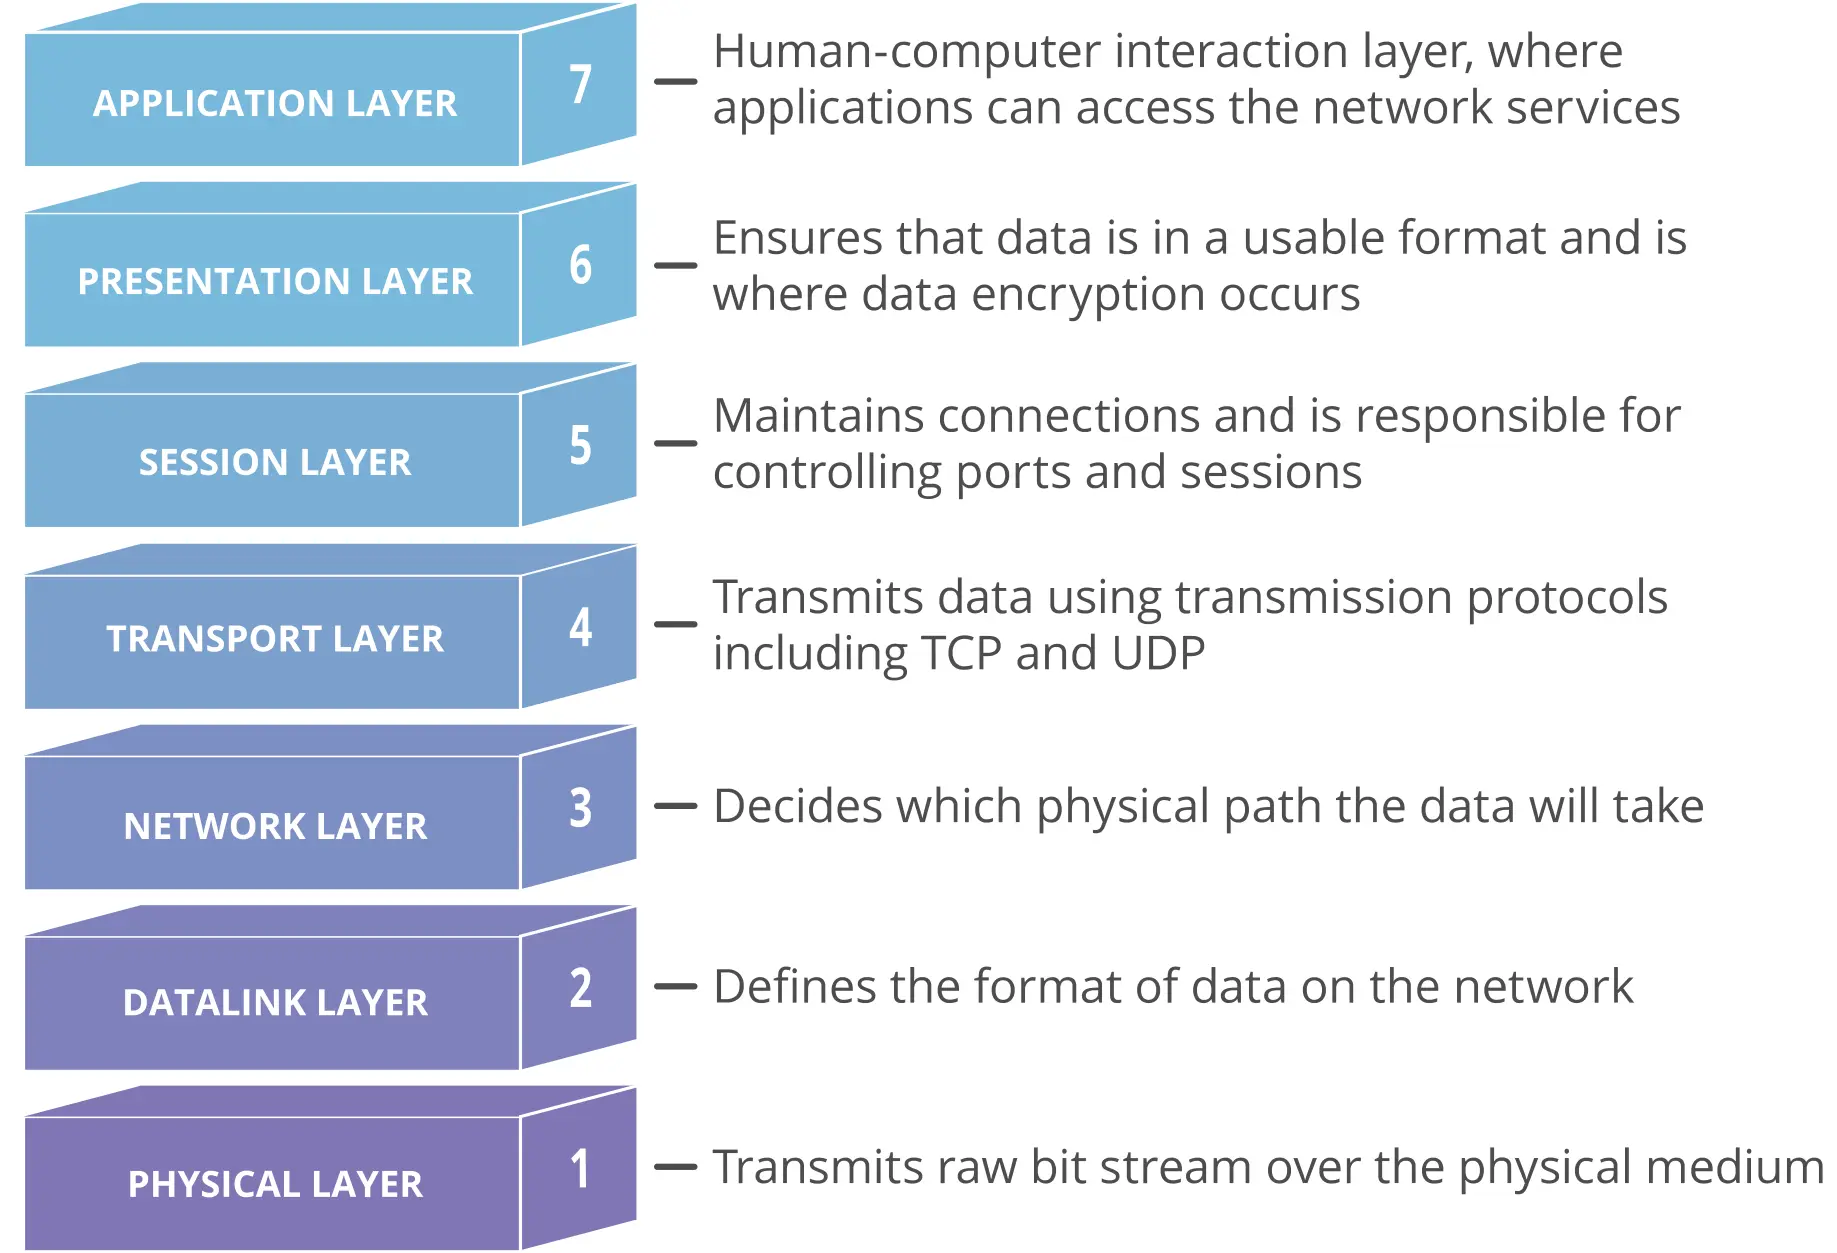 APPLICATION LAYER
7
Human-computer interaction layer, where
applications can access the network services
PRESENTATION LAYER
6
Ensures that data is in a usable format and is
where data encryption occurs
SESSION LAYER
5
Maintains connections and is responsible for
controlling ports and sessions
TRANSPORT LAYER
4
Transmits data using transmission protocols
including TCP and UDP
NETWORK LAYER
3
Decides which physical path the data will take
DATALINK LAYER
2
Defines the format of data on the network
PHYSICAL LAYER
1
Transmits raw bit stream over the physical medium